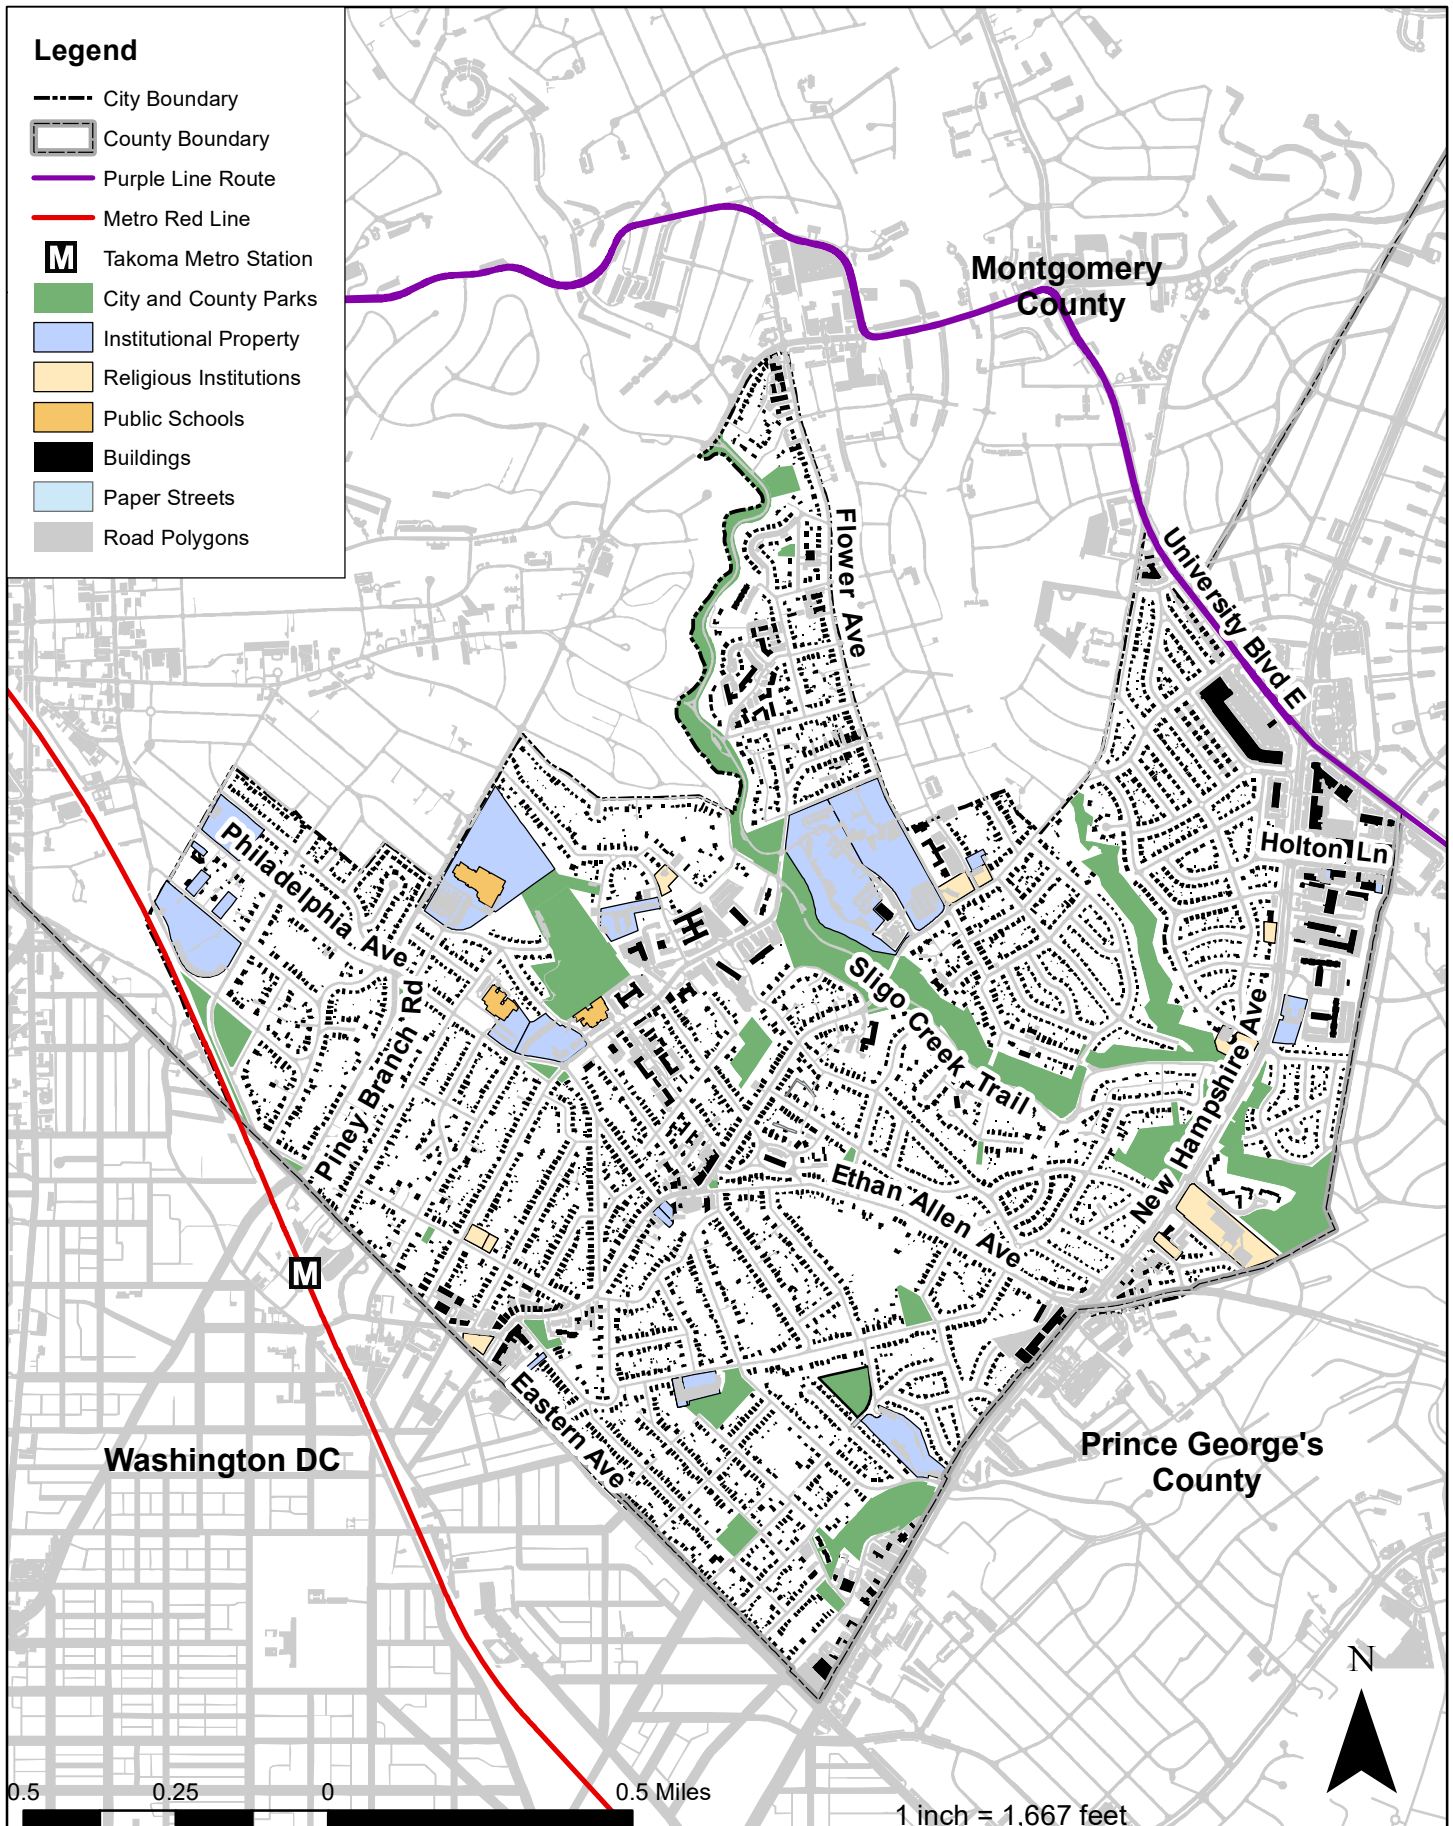 Legend
City Boundary
County Boundary
Purple Line Route
Metro Red Line
M Takoma Metro Station
City and County Parks
Institutional Property
Religious Institutions
Public Schools
Buildings
Paper Streets
Road Polygons
Montgomery
County
Flower Ave
University Blvd E
Holton Ln
Philadelphia Ave
Piney Branch Rd
Sligo Creek Trail
New Hampshire Ave
Ethan Allen Ave
M
Eastern Ave
Washington DC
Prince George's
County
N
0.5 0.25 0 0.5 Miles
1 inch = 1,667 feet